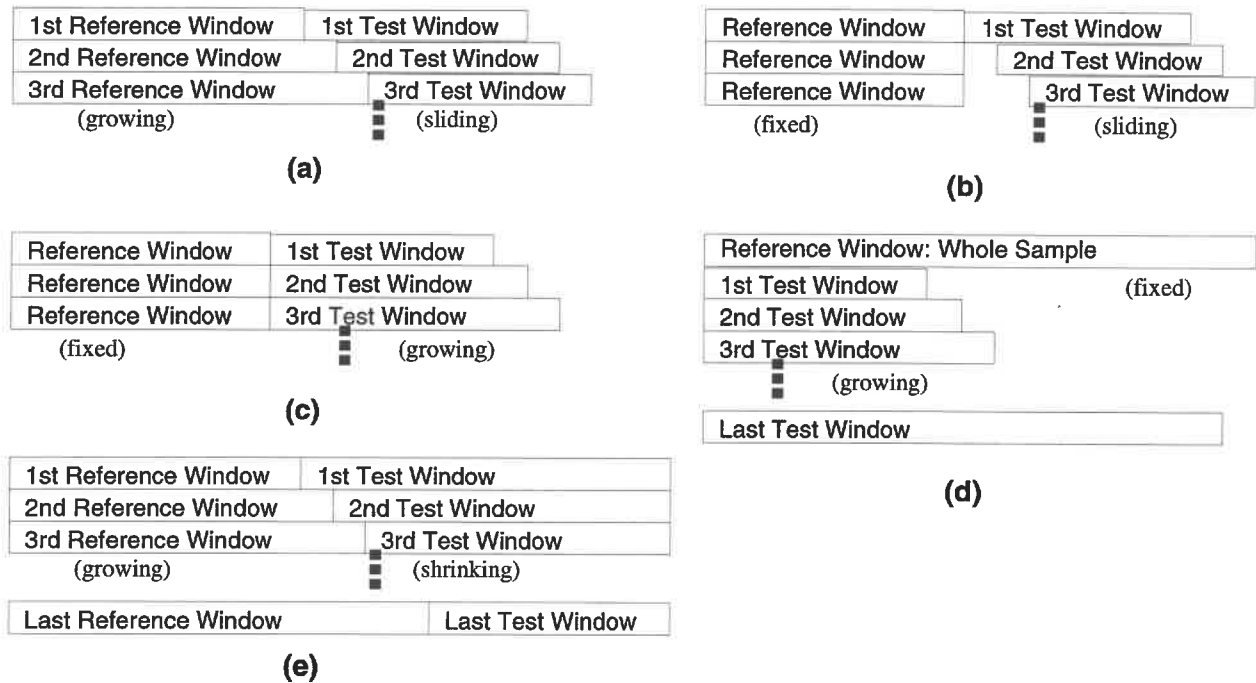 1st Reference Window 1st Test Window
2nd Reference Window 2nd Test Window
3rd Reference Window 3rd Test Window
(growing) (sliding)
(a)
Reference Window 1st Test Window
Reference Window 2nd Test Window
Reference Window 3rd Test Window
(fixed) (sliding)
(b)
Reference Window 1st Test Window
Reference Window 2nd Test Window
Reference Window 3rd Test Window
(fixed) (growing)
(c)
Reference Window: Whole Sample
(fixed)
1st Test Window
2nd Test Window
3rd Test Window
(growing)
Last Test Window
(d)
1st Reference Window 1st Test Window
2nd Reference Window 2nd Test Window
3rd Reference Window 3rd Test Window
(growing) (shrinking)
Last Reference Window Last Test Window
(e)